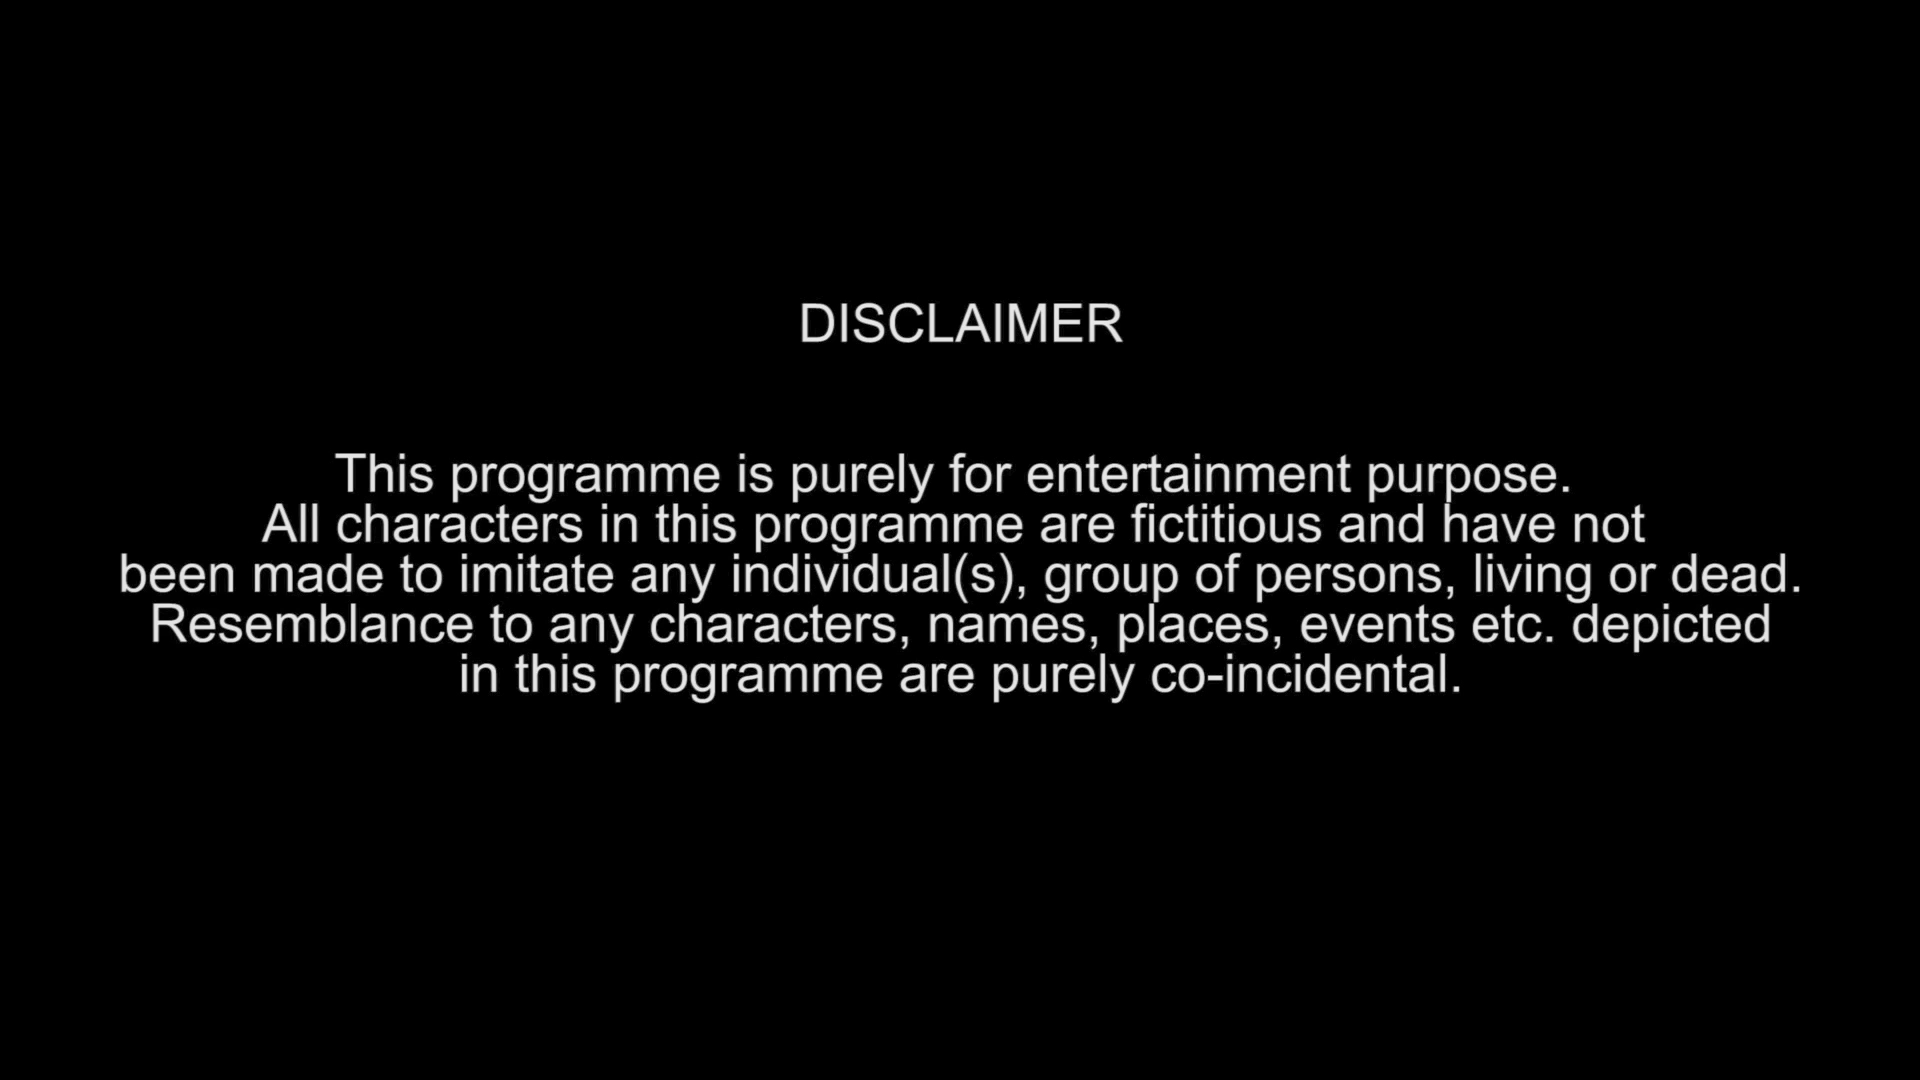 DISCLAIMER
This programme is purely for entertainment purpose.
All characters in this programme are fictitious and have not
been made to imitate any individual(s), group of persons, living or dead.
Resemblance to any characters, names, places, events etc. depicted
in this programme are purely co-incidental.